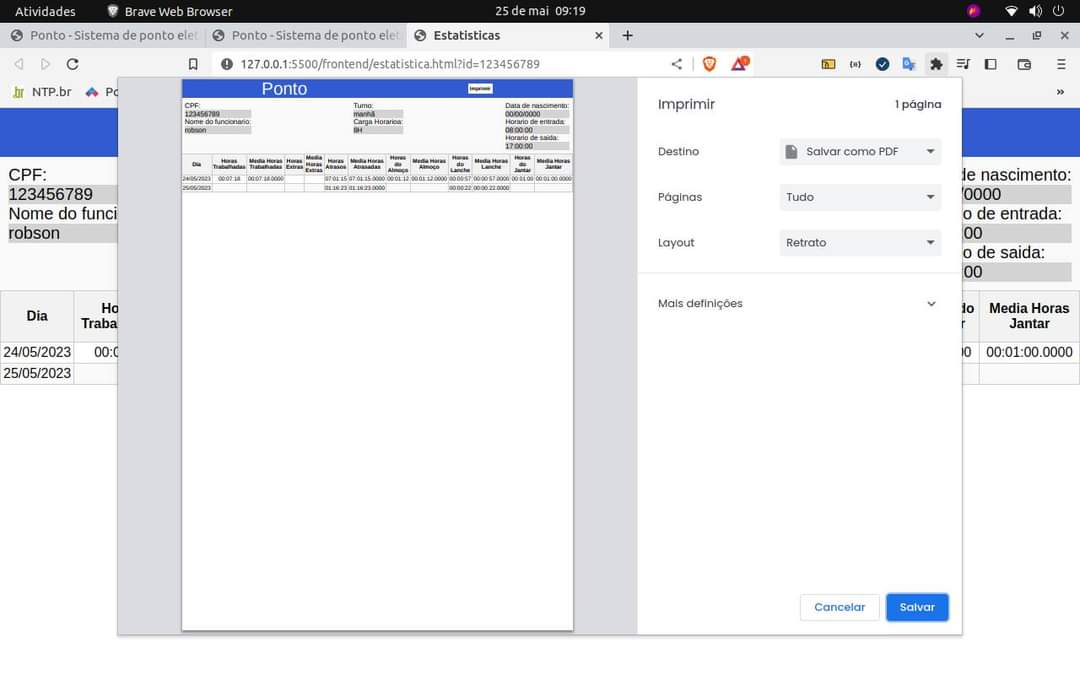 Atividades Brave Web Browser 25 de mai 09:19
Ponto - Sistema de ponto elet Ponto - Sistema de ponto elet Estatisticas
127.0.0.1:5500/frontend/estatistica.html?id=123456789
NTP.br Po »
CPF:
123456789
Nome do funci
robson
de nascimento:
/0000
o de entrada:
00
o de saida:
00
Dia Ho Traba do r Media Horas Jantar
24/05/2023 00:0 00 00:01:00.0000
25/05/2023
Ponto Imprimir
CPF: Turno: Data de nascimento:
123456789 manhã 00/00/0000
Nome do funcionario: Carga Horarioa: Horario de entrada:
robson 8H 08:00:00
Horario de saida:
17:00:00
Dia Horas Trabalhadas Media Horas Trabalhadas Horas Extras Media Horas Extras Horas Atrasos Media Horas Atrasadas Horas do Almoço Media Horas Almoço Horas do Lanche Media Horas Lanche Horas do Jantar Media Horas Jantar
24/05/2023 00:07:18 00:07:18.0000 07:01:15 07:01:15.0000 00:01:12 00:01:12.0000 00:00:57 00:00:57.0000 00:01:00 00:01:00.0000
25/05/2023 01:16:23 01:16:23.0000 00:00:22 00:00:22.0000
Imprimir 1 página
Destino Salvar como PDF
Páginas Tudo
Layout Retrato
Mais definições
Cancelar Salvar